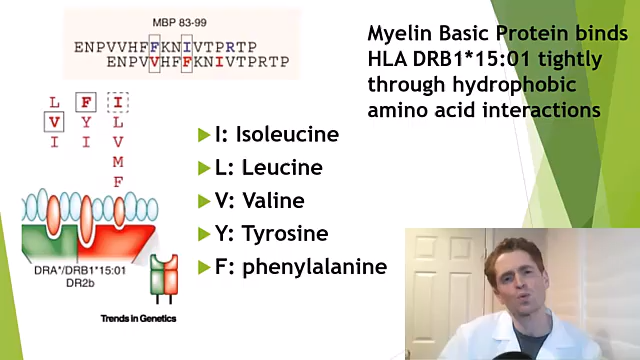 MBP 83-99
ENPVVHFFKNIVTPRTP
ENPVVHFFKNIVTPRTP
Myelin Basic Protein binds
HLA DRB1*15:01 tightly
through hydrophobic
amino acid interactions
L F I
V Y L
I I V
M
F
I: Isoleucine
L: Leucine
V: Valine
Y: Tyrosine
F: phenylalanine
DRA*/DRB1*15:01
DR2b
Trends in Genetics